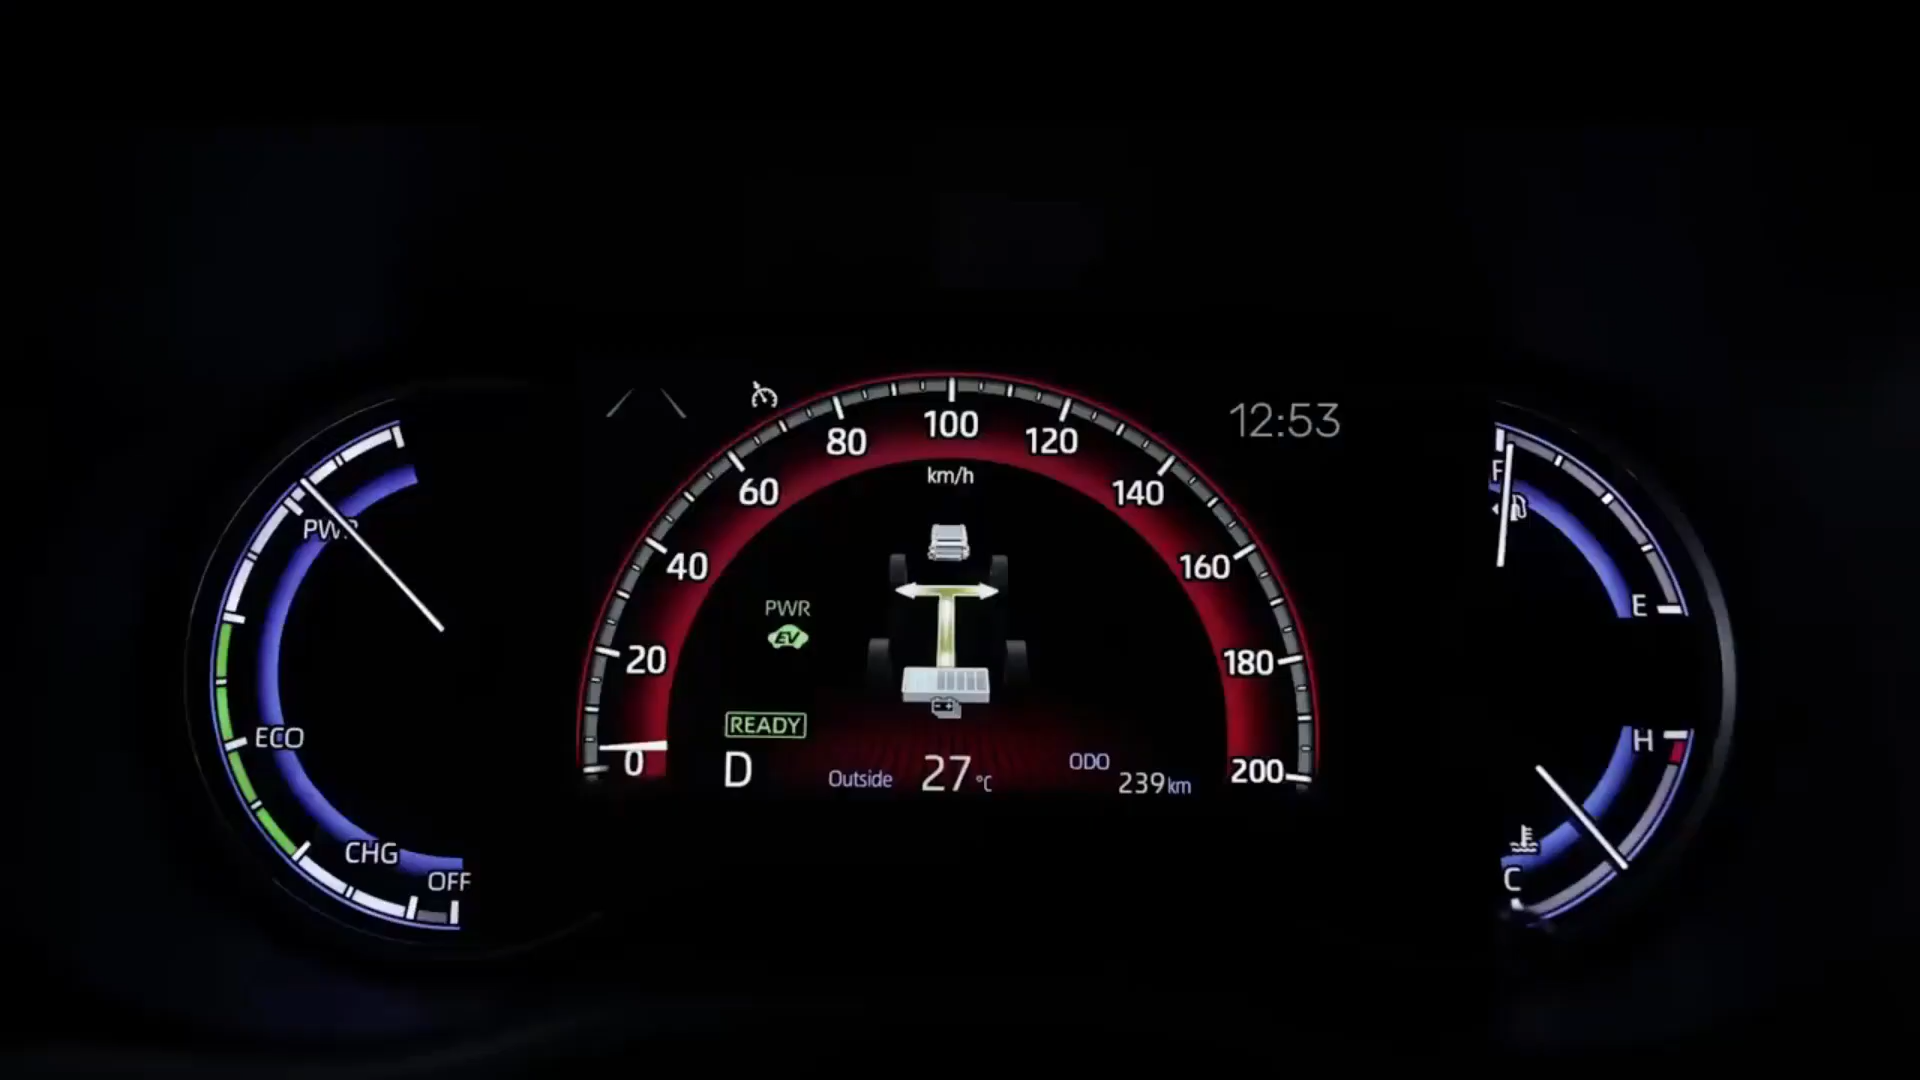 PWR
ECO
CHG
OFF
12:53
0
20
40
60
80
100
120
140
160
180
200
km/h
PWR
EV
READY
D
Outside 27 °C
ODO
239 km
F
E
H
C